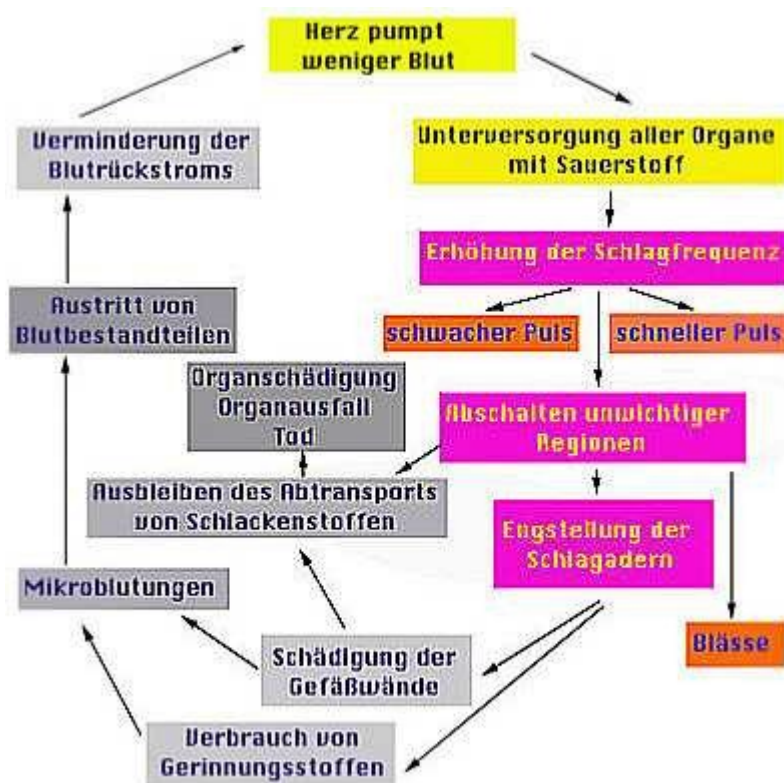 Herz pumpt
weniger Blut
Verminderung der
Blutrückstroms
Unterversorgung aller Organe
mit Sauerstoff
Erhöhung der Schlagfrequenz
Austritt von
Blutbestandteilen
schwacher Puls
schneller Puls
Organschädigung
Organausfall
Tod
Abschalten unwichtiger
Regionen
Ausbleiben des Abtransports
von Schlackenstoffen
Engstellung der
Schlagadern
Mikroblutungen
Schädigung der
Gefäßwände
Blässe
Verbrauch von
Gerinnungsstoffen